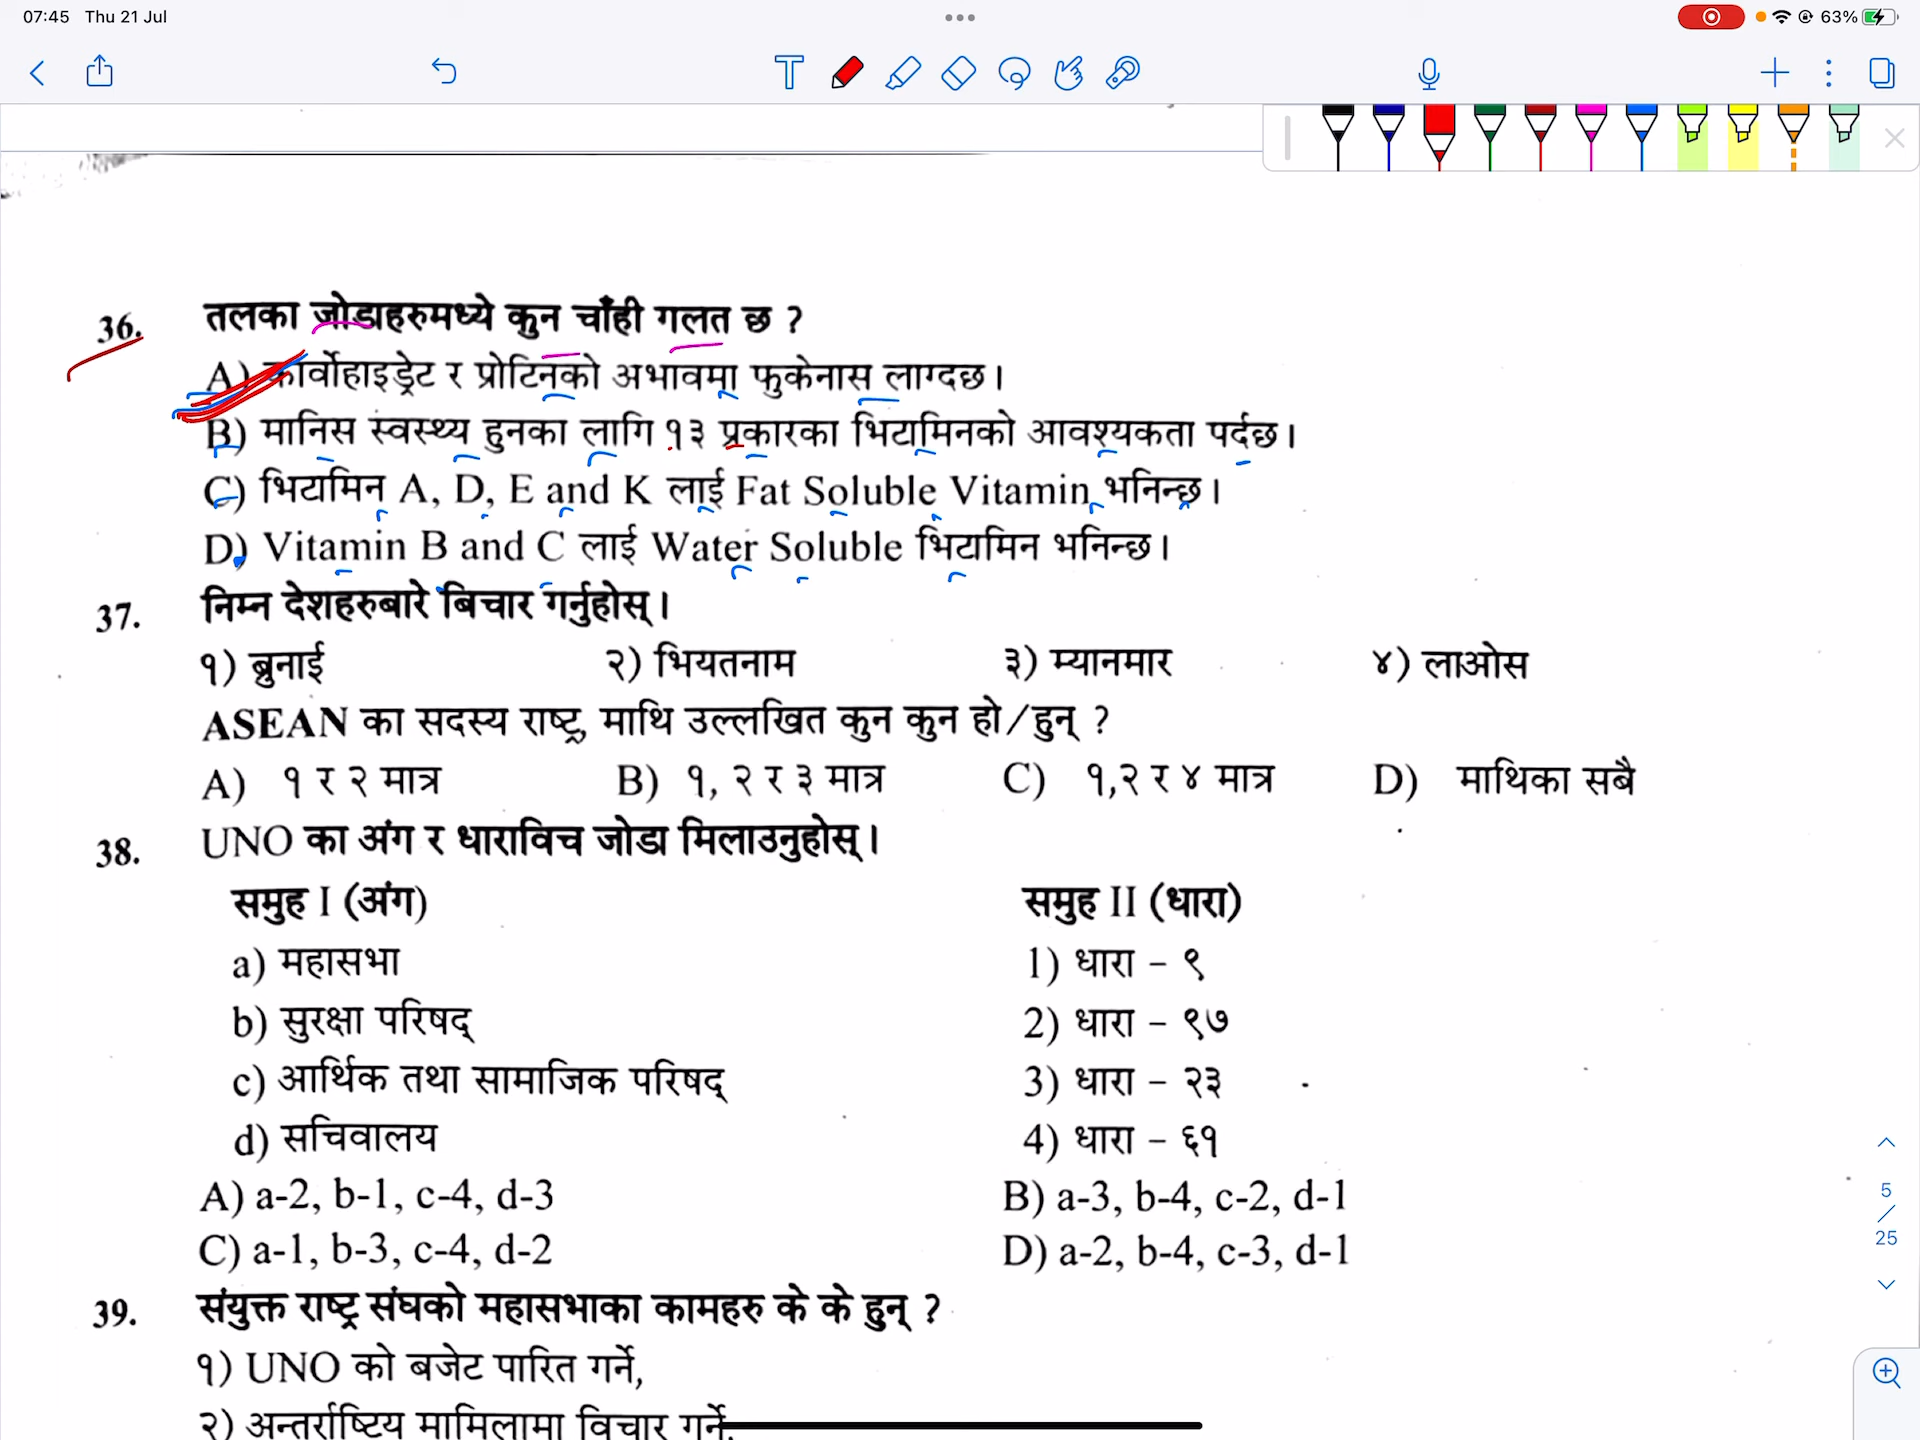 07:45 Thu 21 Jul
63%
36. तलका जोडाहरुमध्ये कुन चाँही गलत छ ?
A) कार्वोहाइड्रेट र प्रोटिनको अभावमा फुकेनास लाग्दछ।
B) मानिस स्वस्थ्य हुनका लागि १३ प्रकारका भिटामिनको आवश्यकता पर्दछ।
C) भिटामिन A, D, E and K लाई Fat Soluble Vitamin भनिन्छ।
D) Vitamin B and C लाई Water Soluble भिटामिन भनिन्छ।
37. निम्न देशहरुबारे बिचार गर्नुहोस्।
१) ब्रुनाई २) भियतनाम ३) म्यानमार ४) लाओस
ASEAN का सदस्य राष्ट्र, माथि उल्लखित कुन कुन हो/हुन् ?
A) १ र २ मात्र B) १, २ र ३ मात्र C) १,२ र ४ मात्र D) माथिका सबै
38. UNO का अंग र धाराविच जोडा मिलाउनुहोस्।
समुह I (अंग) समुह II (धारा)
a) महासभा 1) धारा – ९
b) सुरक्षा परिषद् 2) धारा – ९७
c) आर्थिक तथा सामाजिक परिषद् 3) धारा – २३
d) सचिवालय 4) धारा – ६१
A) a-2, b-1, c-4, d-3 B) a-3, b-4, c-2, d-1
C) a-1, b-3, c-4, d-2 D) a-2, b-4, c-3, d-1
39. संयुक्त राष्ट्र संघको महासभाका कामहरु के के हुन् ?
१) UNO को बजेट पारित गर्ने,
२) अन्तर्राष्टिय मामिलामा विचार गर्ने,
5
/
25